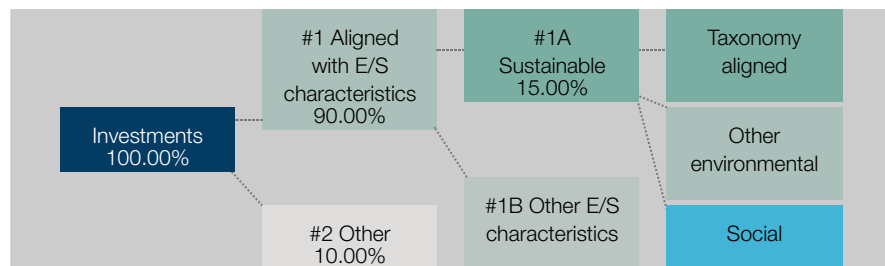 Investments
100.00%
#1 Aligned
with E/S
characteristics
90.00%
#2 Other
10.00%
#1A
Sustainable
15.00%
#1B Other E/S
characteristics
Taxonomy
aligned
Other
environmental
Social